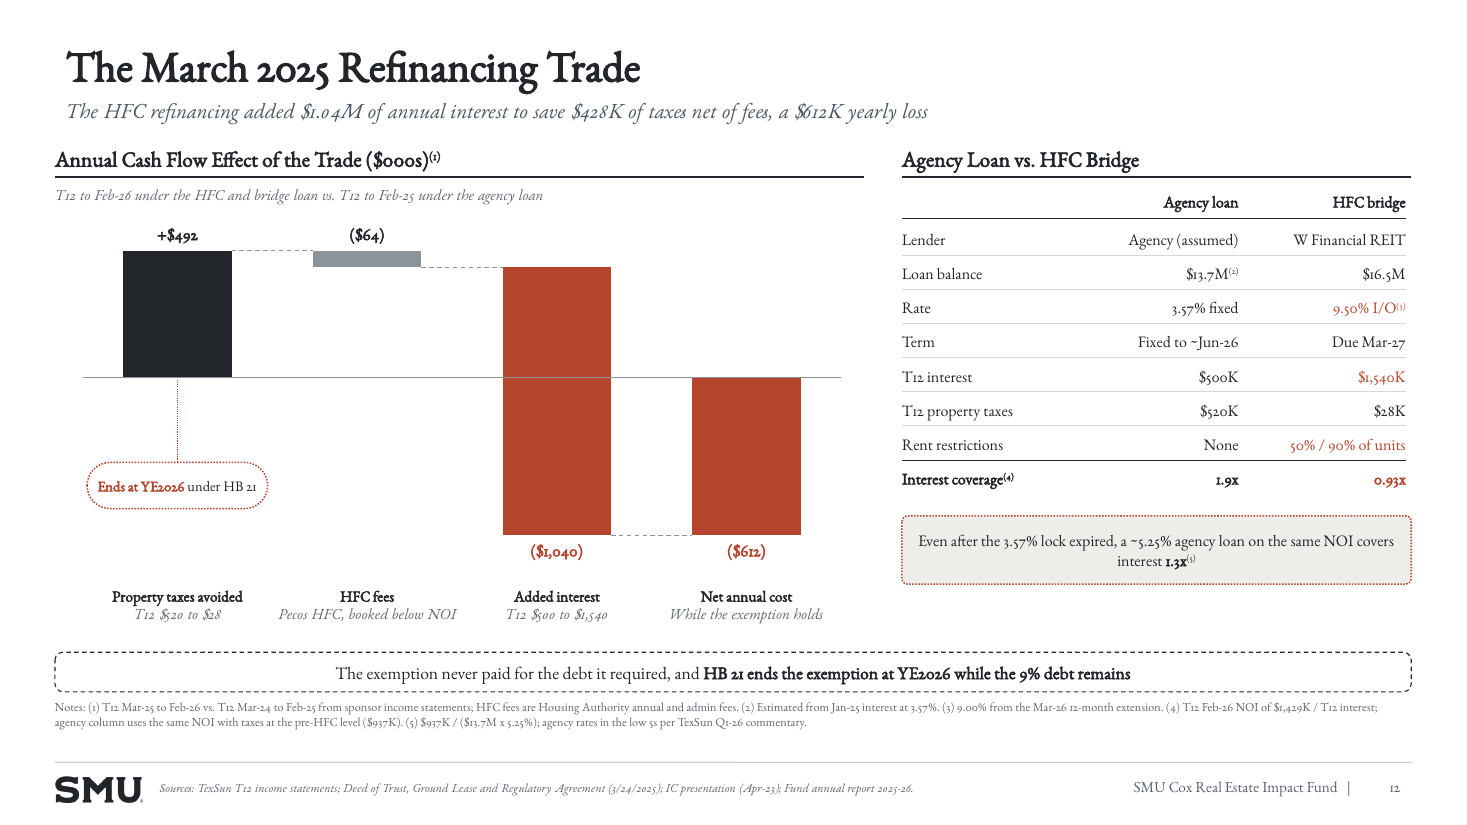 The March 2025 Refinancing Trade
The HFC refinancing added $1.04M of annual interest to save $428K of taxes net of fees, a $612K yearly loss
Annual Cash Flow Effect of the Trade ($000s)(1)
T12 to Feb-26 under the HFC and bridge loan vs. T12 to Feb-25 under the agency loan
+$492
($64)
Ends at YE2026 under HB 21
($1,040)
($612)
Property taxes avoided
T12 $520 to $28
HFC fees
Pecos HFC, booked below NOI
Added interest
T12 $500 to $1,540
Net annual cost
While the exemption holds
Agency Loan vs. HFC Bridge
Agency loan HFC bridge
Lender Agency (assumed) W Financial REIT
Loan balance $13.7M(2) $16.5M
Rate 3.57% fixed 9.50% I/O(3)
Term Fixed to ~Jun-26 Due Mar-27
T12 interest $500K $1,540K
T12 property taxes $520K $28K
Rent restrictions None 50% / 90% of units
Interest coverage(4) 1.9x 0.93x
Even after the 3.57% lock expired, a ~5.25% agency loan on the same NOI covers
interest 1.3x(5)
The exemption never paid for the debt it required, and HB 21 ends the exemption at YE2026 while the 9% debt remains
Notes: (1) T12 Mar-25 to Feb-26 vs. T12 Mar-24 to Feb-25 from sponsor income statements; HFC fees are Housing Authority annual and admin fees. (2) Estimated from Jan-25 interest at 3.57%. (3) 9.00% from the Mar-26 12-month extension. (4) T12 Feb-26 NOI of $1,429K / T12 interest;
agency column uses the same NOI with taxes at the pre-HFC level ($937K). (5) $937K / ($13.7M x 5.25%); agency rates in the low 5s per TexSun Q1-26 commentary.
SMU
Sources: TexSun T12 income statements; Deed of Trust, Ground Lease and Regulatory Agreement (3/24/2025); IC presentation (Apr-23); Fund annual report 2025-26.
SMU Cox Real Estate Impact Fund | 12